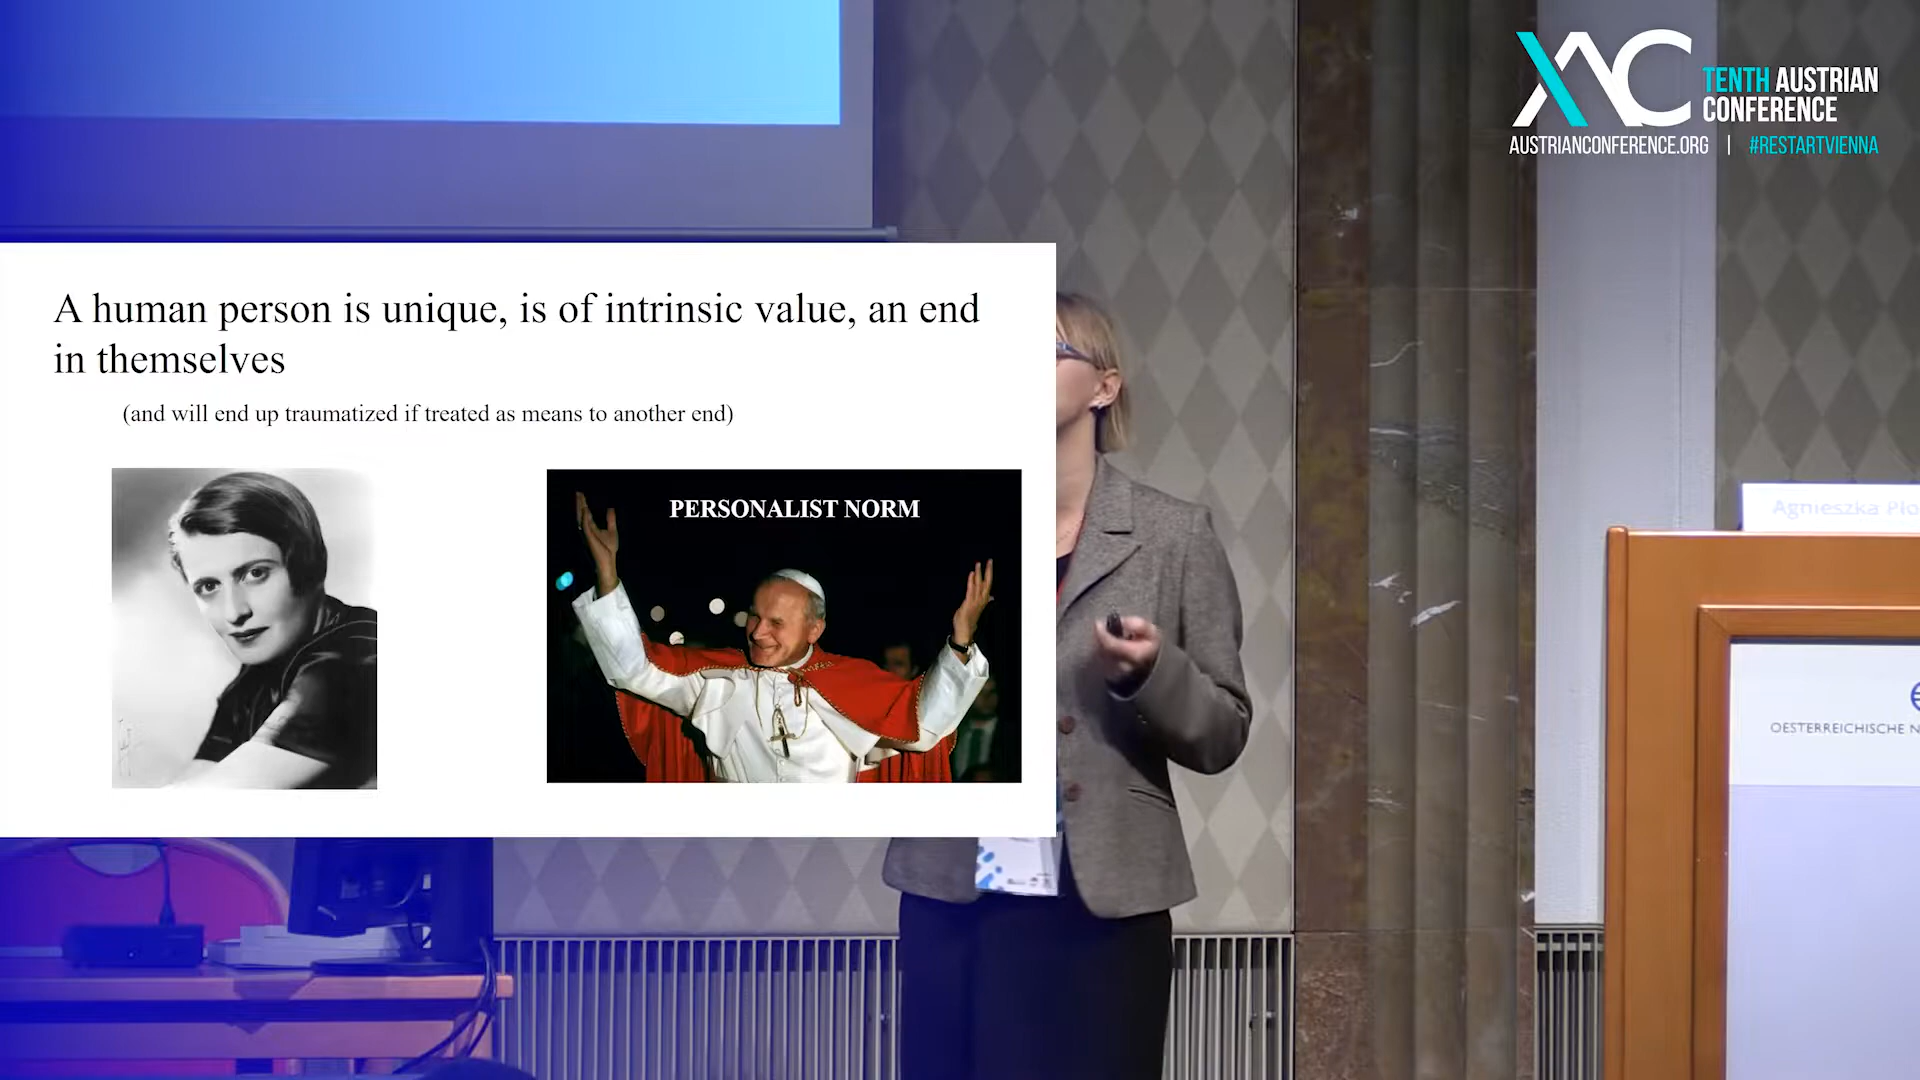 TENTH AUSTRIAN
CONFERENCE
AUSTRIANCONFERENCE.ORG | #RESTARTVIENNA
A human person is unique, is of intrinsic value, an end
in themselves
(and will end up traumatized if treated as means to another end)
PERSONALIST NORM
Agnieszka Pło
OESTERREICHISCHE N